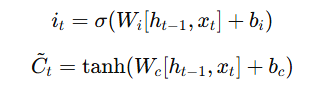 i_t = σ(W_i[h_{t−1}, x_t] + b_i)
C̃_t = tanh(W_c[h_{t−1}, x_t] + b_c)